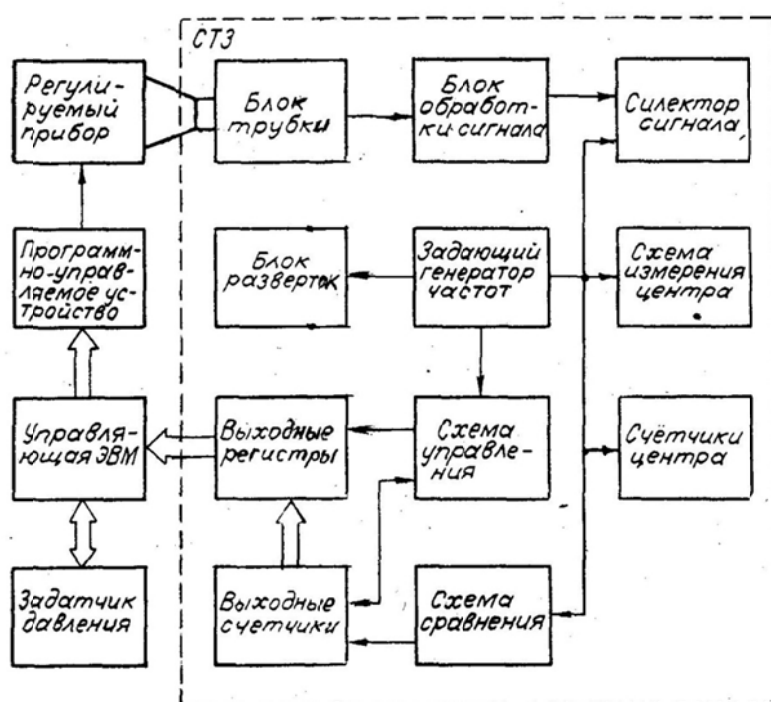 СТЗ
Регули-
руемый
прибор
Блок
трубки
Блок
обработ-
ки сигнала
Силектор
сигнала
Программ-
но-управ-
ляемое ус-
тройство
Блок
разверток
Задающий
генератор
частот
Схема
измерения
центра
Управля-
ющая ЭВМ
Выходные
регистры
Схема
управле-
ния
Счётчики
центра
Задатчик
давления
Выходные
счетчики
Схема
сравнения